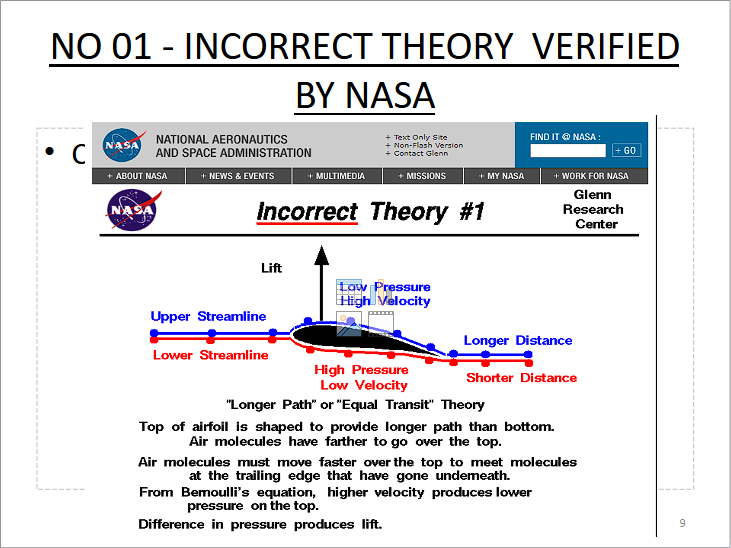 NO 01 - INCORRECT THEORY VERIFIED
BY NASA
• C
NASA
NATIONAL AERONAUTICS
AND SPACE ADMINISTRATION
+ Text Only Site
+ Non-Flash Version
+ Contact Glenn
FIND IT @ NASA :
+ GO
+ ABOUT NASA + NEWS & EVENTS + MULTIMEDIA + MISSIONS + MY NASA + WORK FOR NASA
NASA
Incorrect Theory #1
Glenn
Research
Center
Lift
Low Pressure
High Velocity
Upper Streamline
Longer Distance
Lower Streamline
High Pressure
Low Velocity
Shorter Distance
"Longer Path" or "Equal Transit" Theory
Top of airfoil is shaped to provide longer path than bottom.
Air molecules have farther to go over the top.
Air molecules must move faster over the top to meet molecules
at the trailing edge that have gone underneath.
From Bernoulli's equation, higher velocity produces lower
pressure on the top.
Difference in pressure produces lift.
9